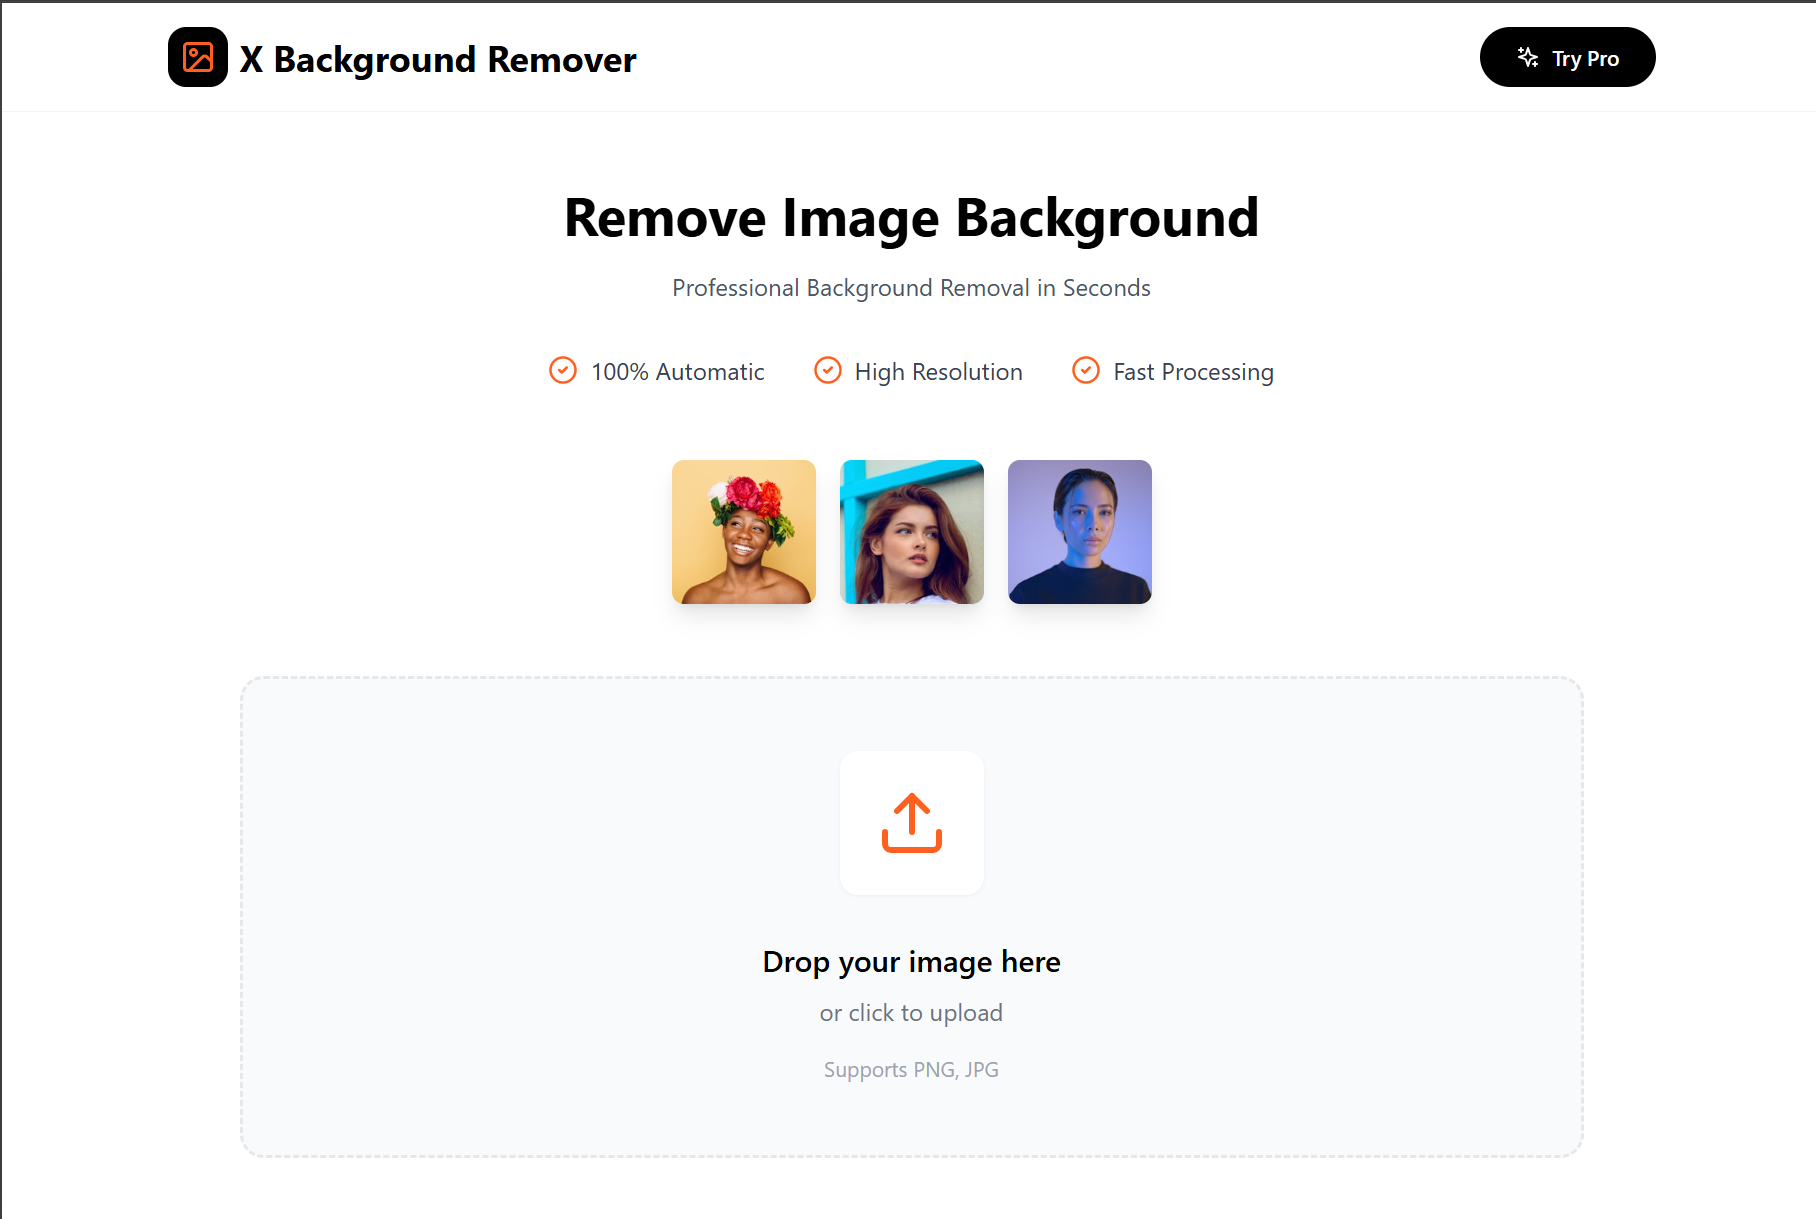 X Background Remover
Try Pro
Remove Image Background
Professional Background Removal in Seconds
100% Automatic
High Resolution
Fast Processing
Drop your image here
or click to upload
Supports PNG, JPG